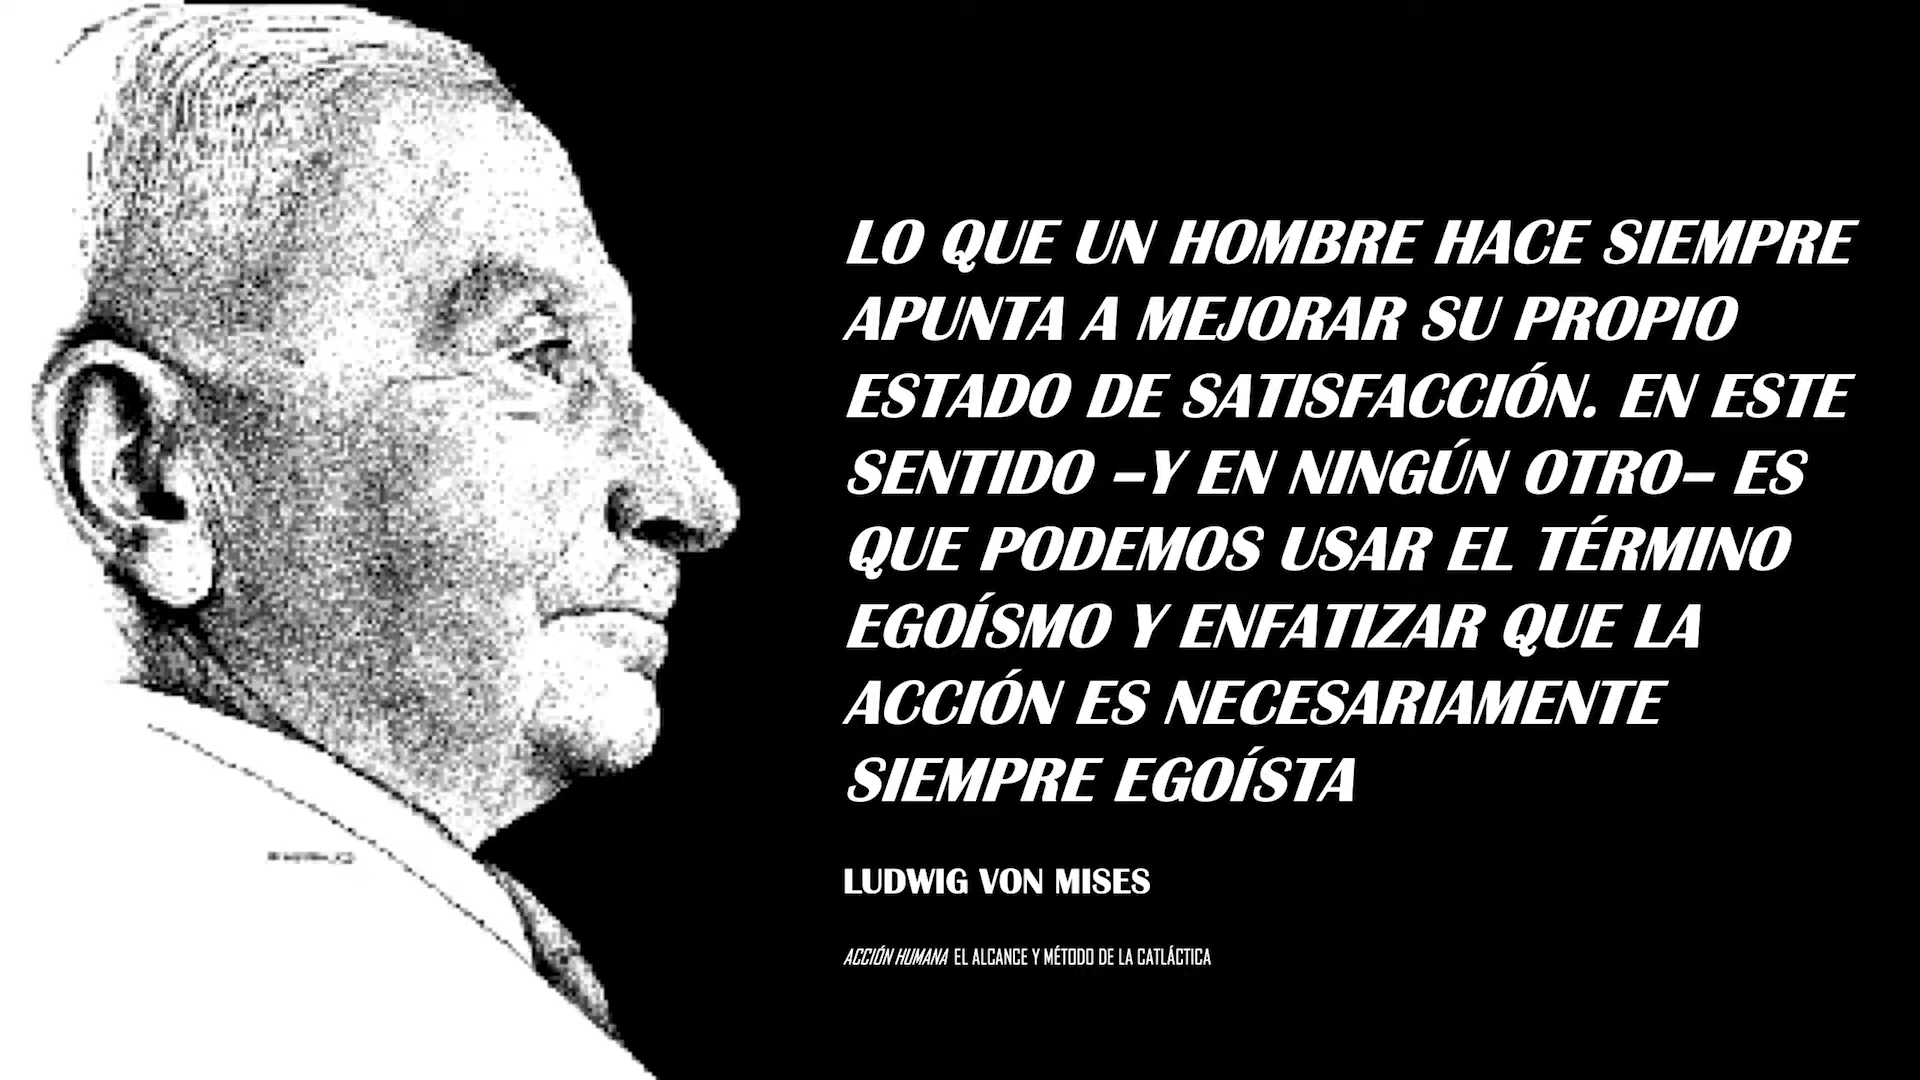 LO QUE UN HOMBRE HACE SIEMPRE
APUNTA A MEJORAR SU PROPIO
ESTADO DE SATISFACCIÓN. EN ESTE
SENTIDO –Y EN NINGÚN OTRO– ES
QUE PODEMOS USAR EL TÉRMINO
EGOÍSMO Y ENFATIZAR QUE LA
ACCIÓN ES NECESARIAMENTE
SIEMPRE EGOÍSTA
LUDWIG VON MISES
ACCIÓN HUMANA EL ALCANCE Y MÉTODO DE LA CATLÁCTICA